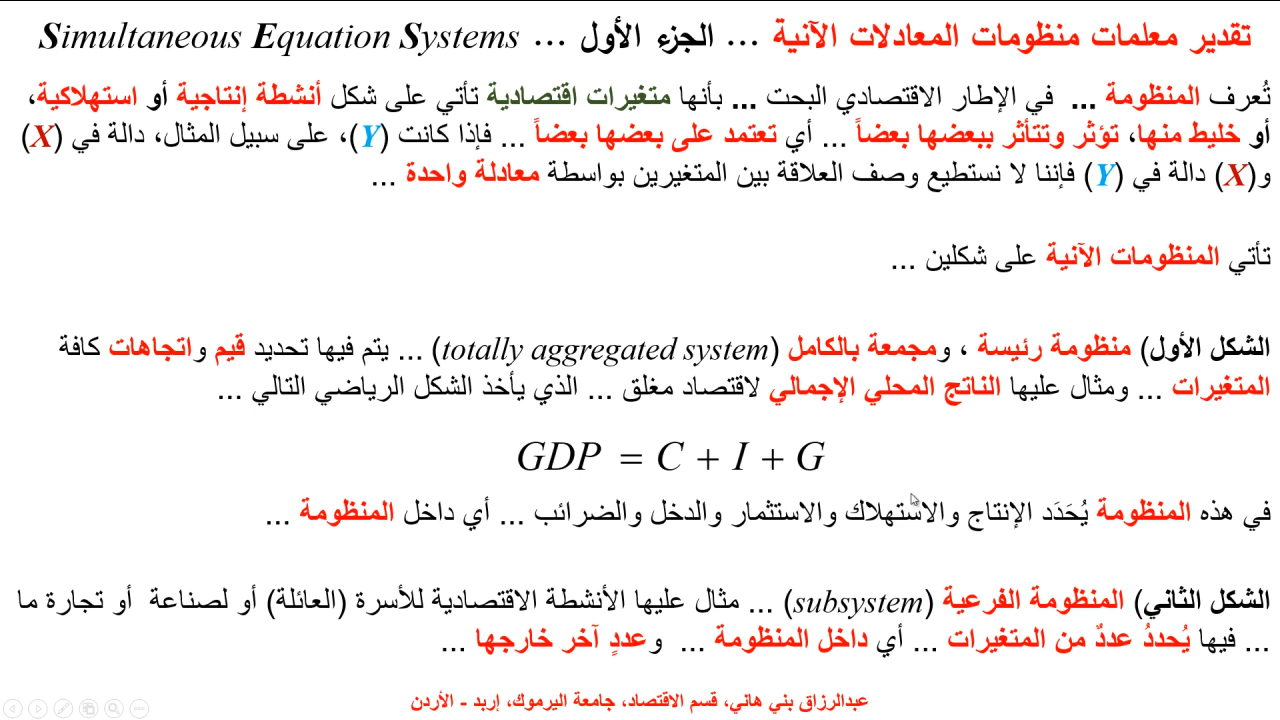 تقدير معلمات منظومات المعادلات الآنية ... الجزء الأول ... Simultaneous Equation Systems
تُعرف المنظومة ... في الإطار الاقتصادي البحت ... بأنها متغيرات اقتصادية تأتي على شكل أنشطة إنتاجية أو استهلاكية،
أو خليط منها، تؤثر وتتأثر ببعضها بعضاً ... أي تعتمد على بعضها بعضاً ... فإذا كانت (Y)، على سبيل المثال، دالة في (X)
و(X) دالة في (Y) فإننا لا نستطيع وصف العلاقة بين المتغيرين بواسطة معادلة واحدة ...
تأتي المنظومات الآنية على شكلين ...
الشكل الأول) منظومة رئيسة ، ومجمعة بالكامل (totally aggregated system) ... يتم فيها تحديد قيم واتجاهات كافة
المتغيرات ... ومثال عليها الناتج المحلي الإجمالي لاقتصاد مغلق ... الذي يأخذ الشكل الرياضي التالي ...
GDP = C + I + G
في هذه المنظومة يُحَدَد الإنتاج والاستهلاك والاستثمار والدخل والضرائب ... أي داخل المنظومة ...
الشكل الثاني) المنظومة الفرعية (subsystem) ... مثال عليها الأنشطة الاقتصادية للأسرة (العائلة) أو لصناعة أو تجارة ما
... فيها يُحددُ عددٌ من المتغيرات ... أي داخل المنظومة ... وعددٍ آخر خارجها ...
عبدالرزاق بني هاني، قسم الاقتصاد، جامعة اليرموك، إربد - الأردن